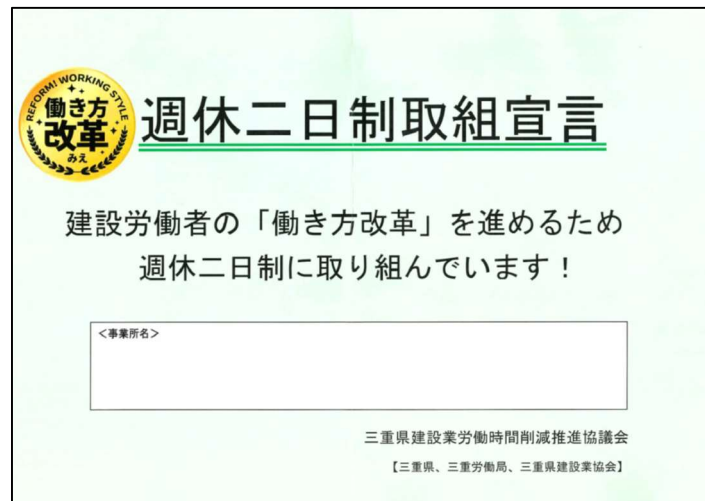 REFORM! WORKING STYLE
働き方
改革
みえ
週休二日制取組宣言
建設労働者の「働き方改革」を進めるため
週休二日制に取り組んでいます！
＜事業所名＞
三重県建設業労働時間削減推進協議会
【三重県、三重労働局、三重県建設業協会】